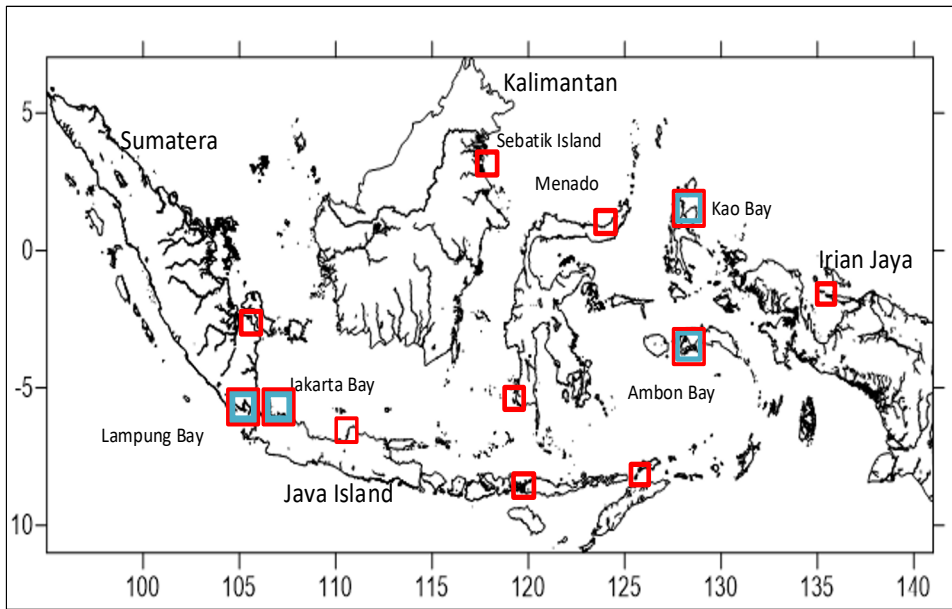 Kalimantan
5
Sumatera
Sebatik Island
Menado
Kao Bay
0
Irian Jaya
-5
Jakarta Bay
Ambon Bay
Lampung Bay
Java Island
10
100 105 110 115 120 125 130 135 140